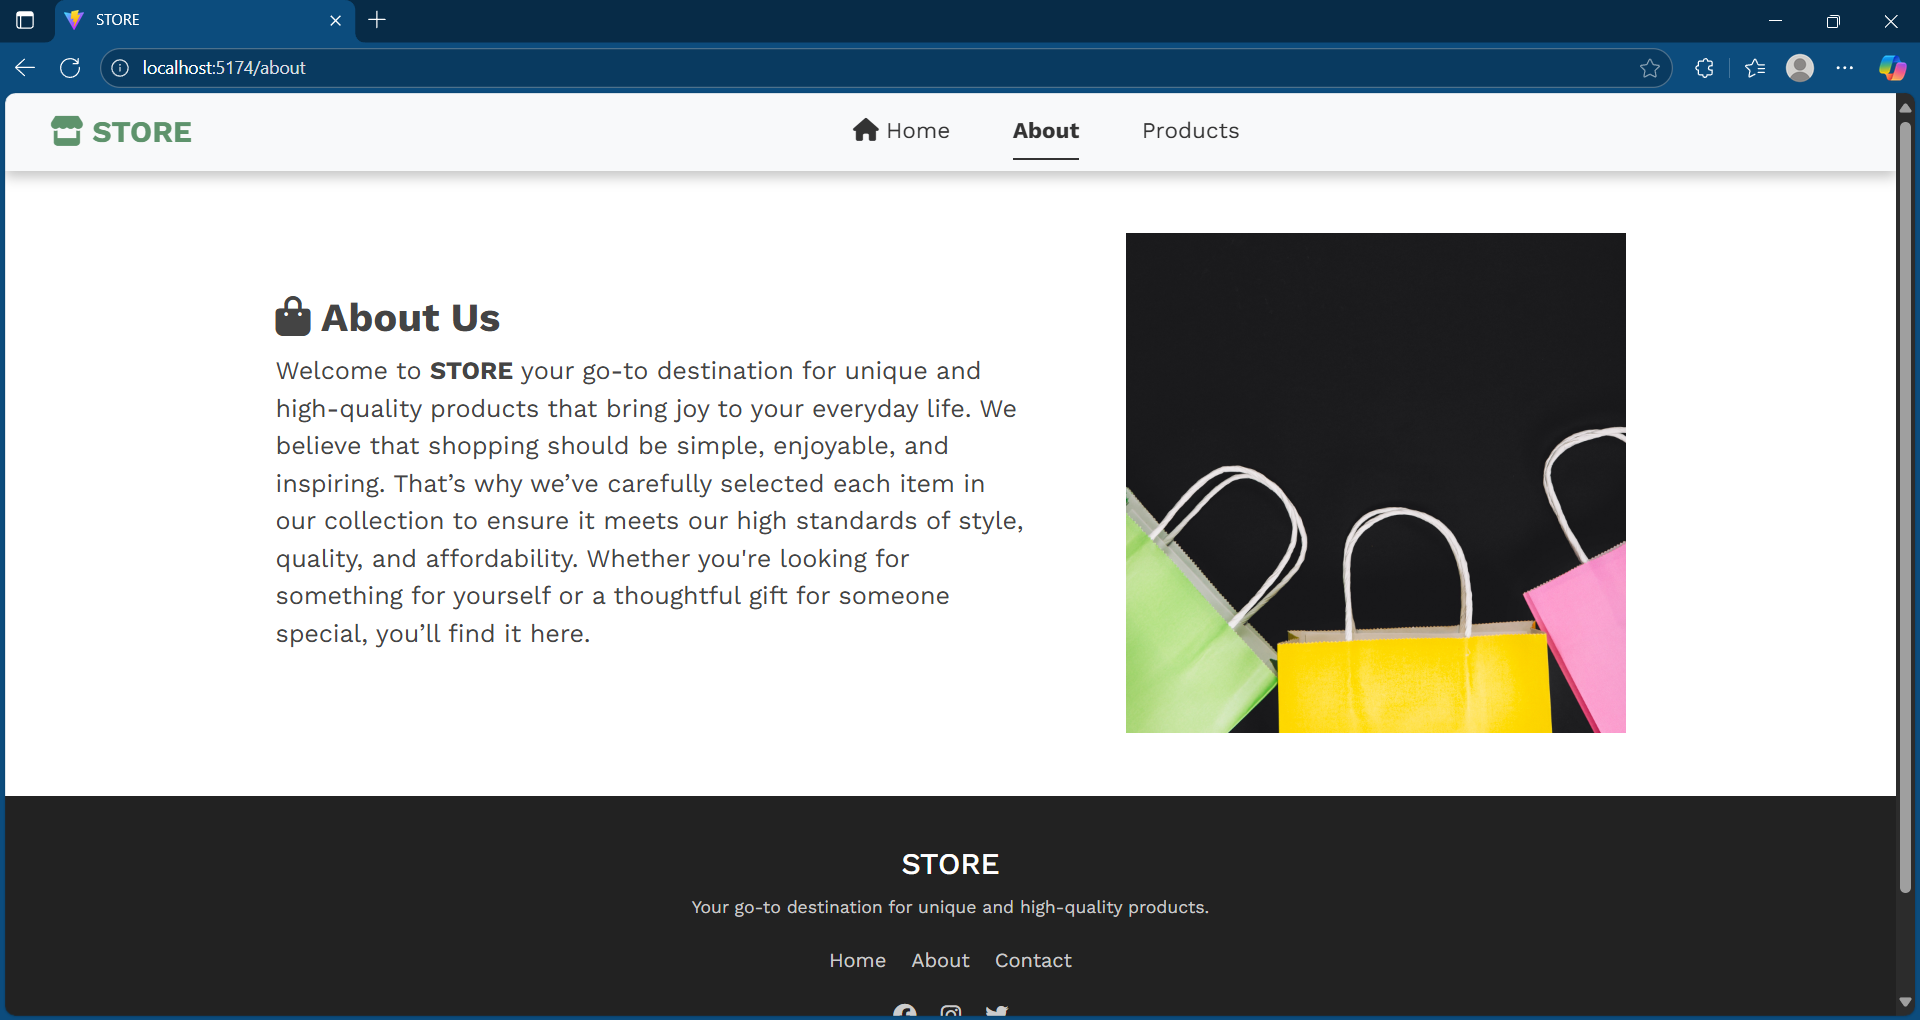 STORE
localhost:5174/about
STORE
Home About Products
About Us
Welcome to STORE your go-to destination for unique and
high-quality products that bring joy to your everyday life. We
believe that shopping should be simple, enjoyable, and
inspiring. That’s why we’ve carefully selected each item in
our collection to ensure it meets our high standards of style,
quality, and affordability. Whether you're looking for
something for yourself or a thoughtful gift for someone
special, you’ll find it here.
STORE
Your go-to destination for unique and high-quality products.
Home About Contact